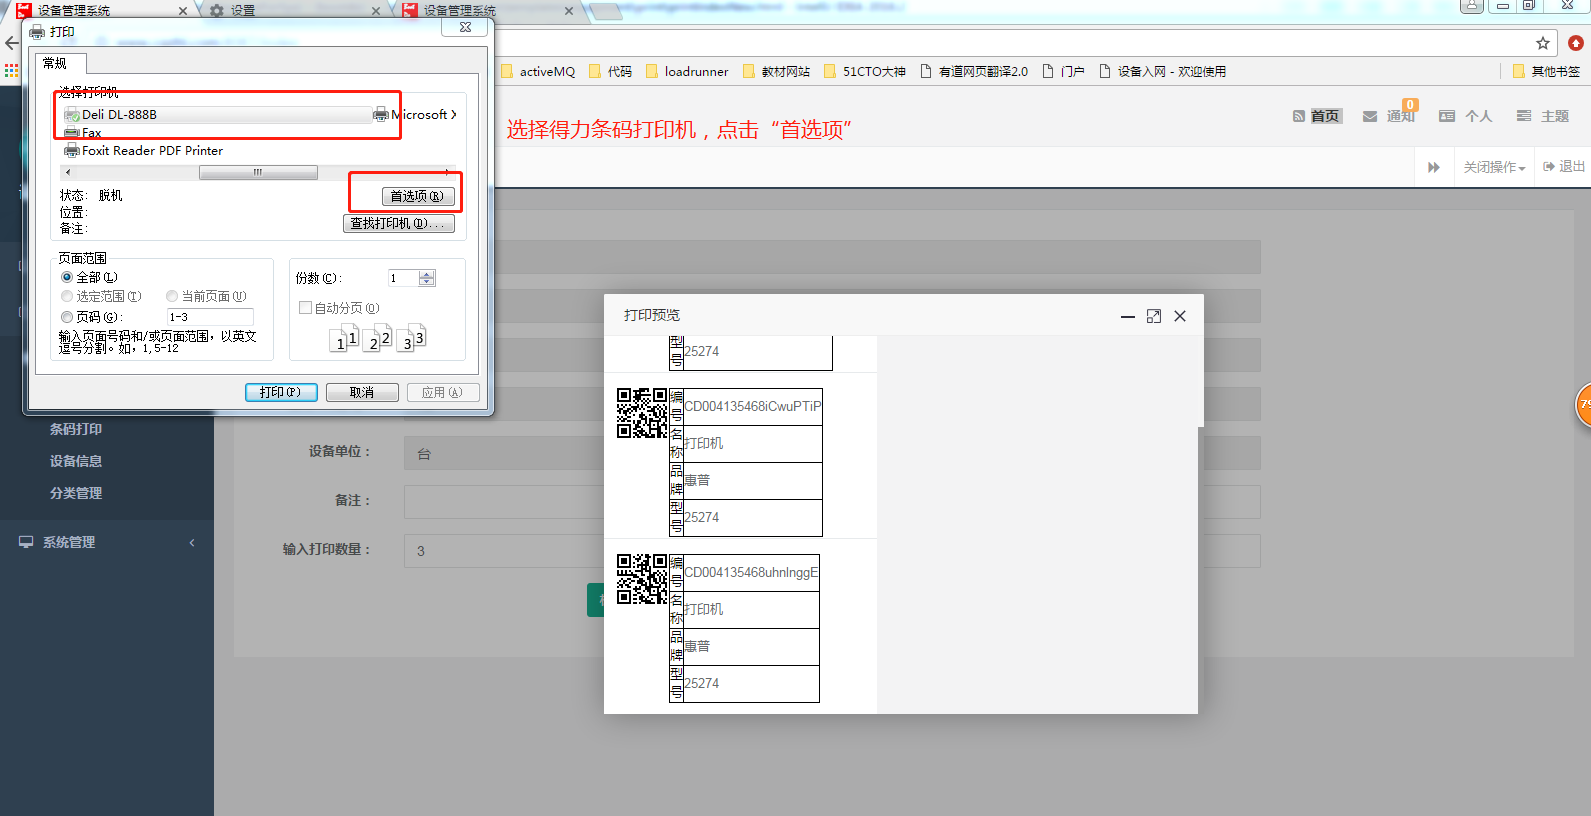 设备管理系统
设置
设备管理系统
打印
常规
选择打印机
Deli DL-888B
Microsoft X
Fax
Foxit Reader PDF Printer
状态： 脱机
首选项(R)
位置：
备注：
查找打印机(D)...
页面范围
全部(L)
选定范围(T)
当前页面(U)
页码(G):
1-3
输入页面号码和/或页面范围，以英文
逗号分割。如，1,5-12
份数(C):
1
自动分页(O)
1 1 2 2 3 3
打印(P)
取消
应用(A)
activeMQ
代码
loadrunner
教材网站
51CTO大神
有道网页翻译2.0
门户
设备入网 - 欢迎使用
其他书签
选择得力条码打印机，点击“首选项”
首页
通知
0
个人
主题
关闭操作
退出
条码打印
设备信息
分类管理
系统管理
设备单位：
台
备注：
输入打印数量：
3
打印预览
型号
25274
编号
CD004135468iCwuPTiP
名称
打印机
品牌
惠普
型号
25274
编号
CD004135468uhnlnggE
名称
打印机
品牌
惠普
型号
25274
79